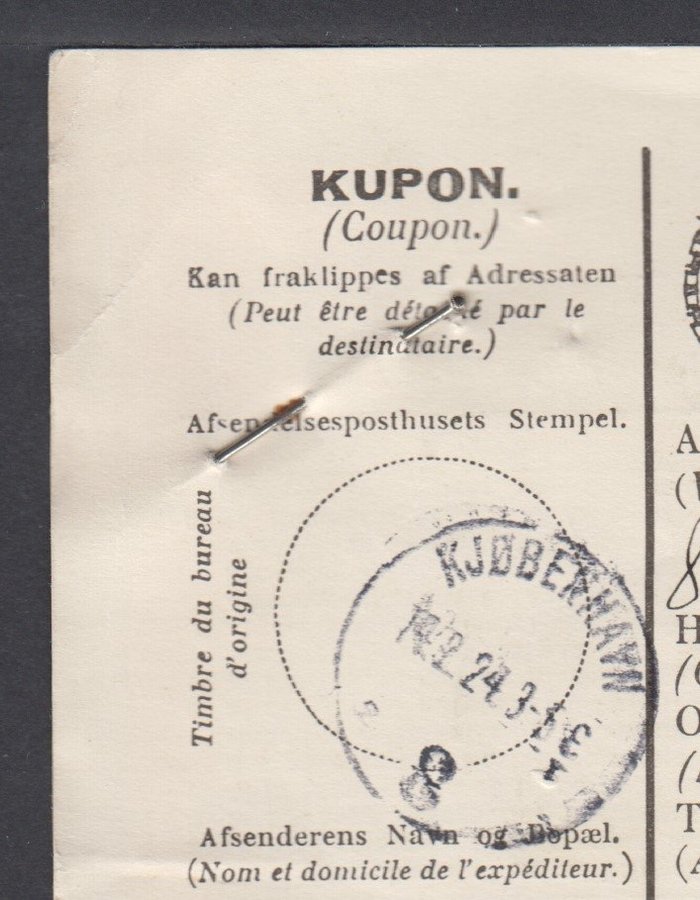 KUPON.
(Coupon.)
Kan fraklippes af Adressaten
(Peut être détaché par le
destinataire.)
Afsendelsesposthusets Stempel.
Timbre du bureau
d'origine
KJØBENHAVN
8
Afsenderens Navn og Bopæl.
(Nom et domicile de l'expéditeur.)
A
H
O
T
(A